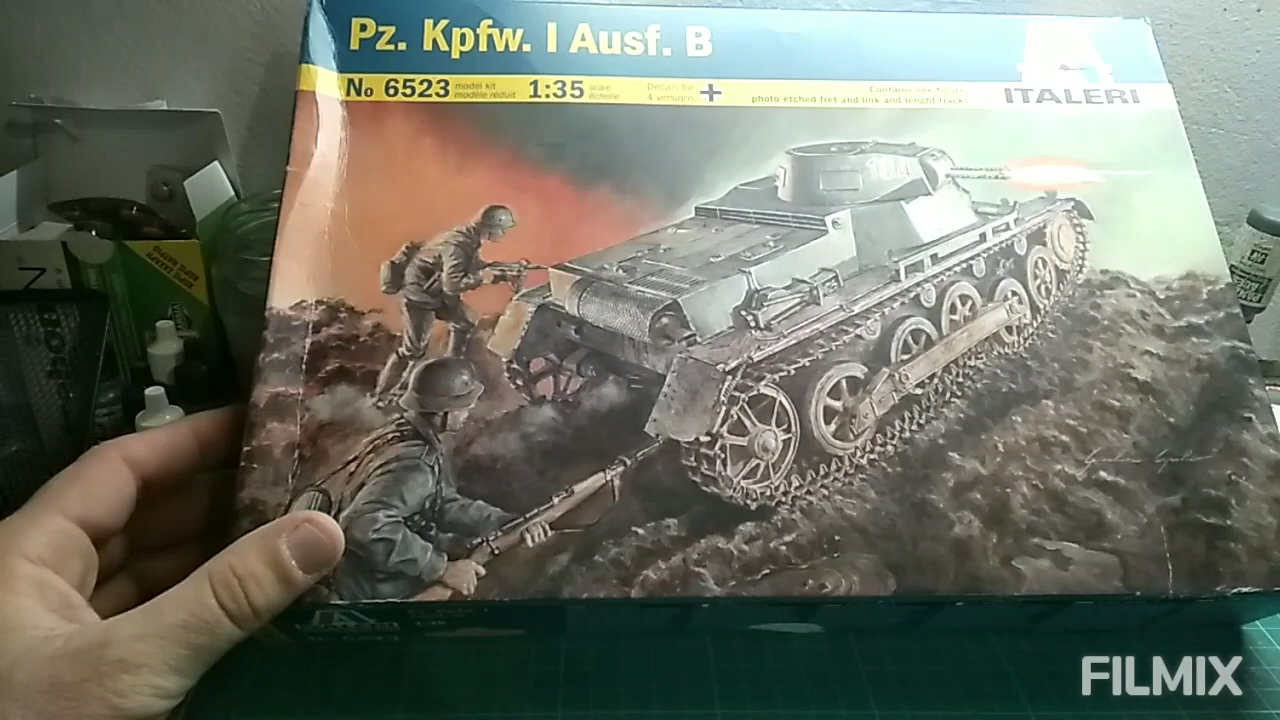 Pz. Kpfw. I Ausf. B
No 6523 model kit modèle réduit 1:35 scale échelle Decals for 4 versions
Contains one figure
photo etched fret and link and lenght tracks
ITALERI
104
FILMIX